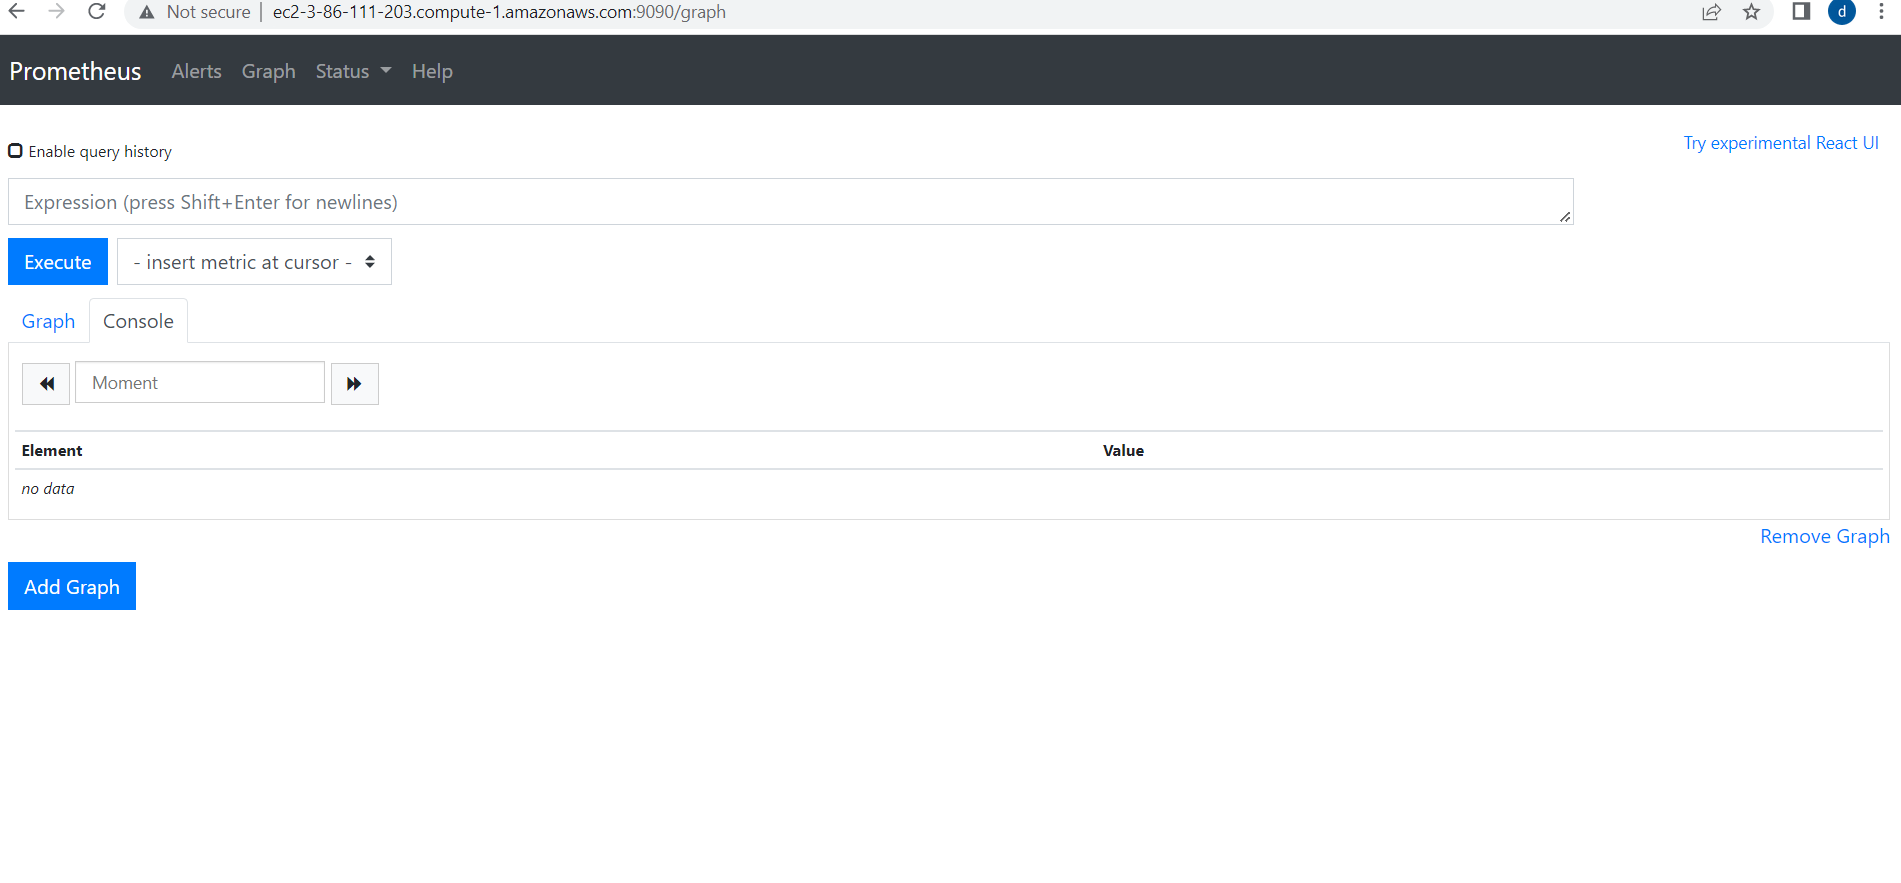 Not secure | ec2-3-86-111-203.compute-1.amazonaws.com:9090/graph
d
Prometheus Alerts Graph Status Help
Try experimental React UI
Enable query history
Expression (press Shift+Enter for newlines)
Execute - insert metric at cursor -
Graph Console
Moment
Element Value
no data
Remove Graph
Add Graph